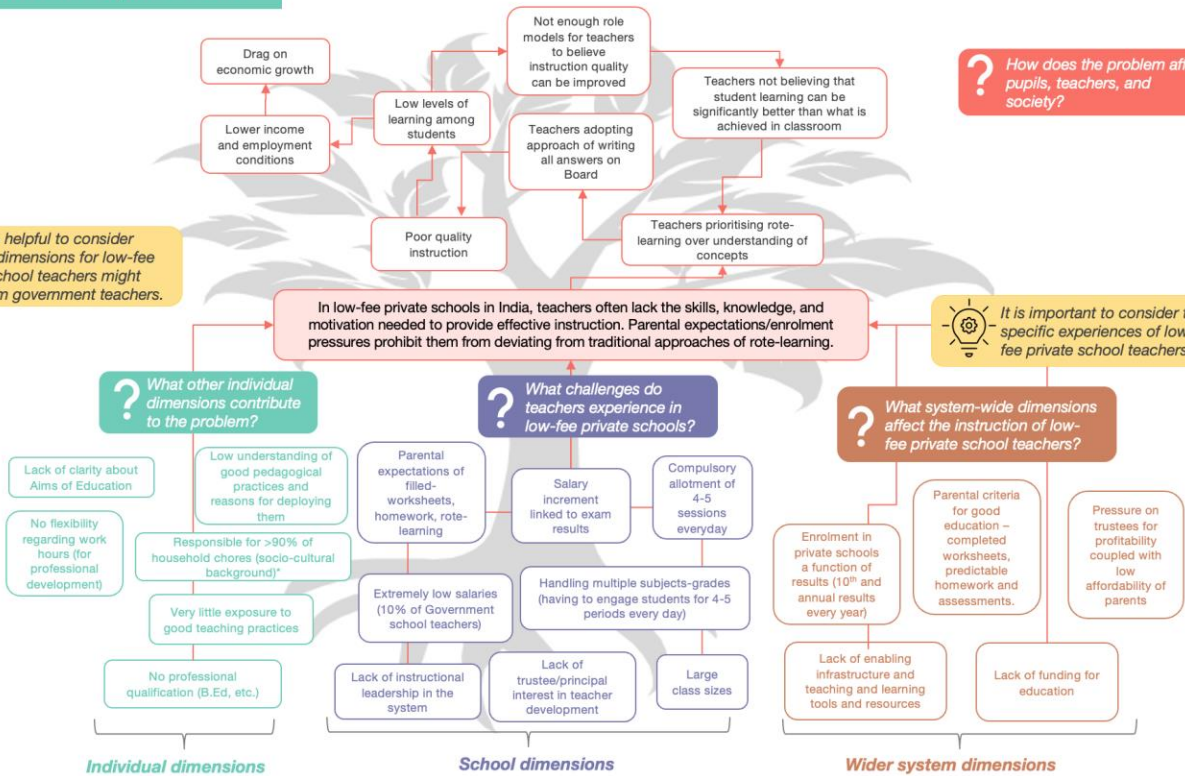 Not enough role
models for teachers
to believe
instruction quality
can be improved
Drag on
economic growth
How does the problem
pupils, teachers, and
society?
Teachers not believing that
student learning can be
significantly better than what is
achieved in classroom
Low levels of
learning among
students
Teachers adopting
approach of writing
all answers on
Board
Lower income
and employment
conditions
Poor quality
instruction
Teachers prioritising rote-
learning over understanding of
concepts
helpful to consider
dimensions for low-fee
school teachers might
government teachers.
In low-fee private schools in India, teachers often lack the skills, knowledge, and
motivation needed to provide effective instruction. Parental expectations/enrolment
pressures prohibit them from deviating from traditional approaches of rote-learning.
It is important to consider
specific experiences of low-
fee private school teachers
? What other individual
dimensions contribute
to the problem?
? What challenges do
teachers experience in
low-fee private schools?
? What system-wide dimensions
affect the instruction of low-
fee private school teachers?
Lack of clarity about
Aims of Education
Low understanding of
good pedagogical
practices and
reasons for deploying
them
No flexibility
regarding work
hours (for
professional
development)
Responsible for >90% of
household chores (socio-cultural
background)*
Very little exposure to
good teaching practices
No professional
qualification (B.Ed, etc.)
Parental
expectations of
filled-
worksheets,
homework, rote-
learning
Salary
increment
linked to exam
results
Compulsory
allotment of
4-5
sessions
everyday
Extremely low salaries
(10% of Government
school teachers)
Handling multiple subjects-grades
(having to engage students for 4-5
periods every day)
Lack of instructional
leadership in the
system
Lack of
trustee/principal
interest in teacher
development
Large
class sizes
Enrolment in
private schools
a function of
results (10th and
annual results
every year)
Parental criteria
for good
education –
completed
worksheets,
predictable
homework and
assessments.
Pressure on
trustees for
profitability
coupled with
low
affordability of
parents
Lack of enabling
infrastructure and
teaching and learning
tools and resources
Lack of funding for
education
Individual dimensions
School dimensions
Wider system dimensions